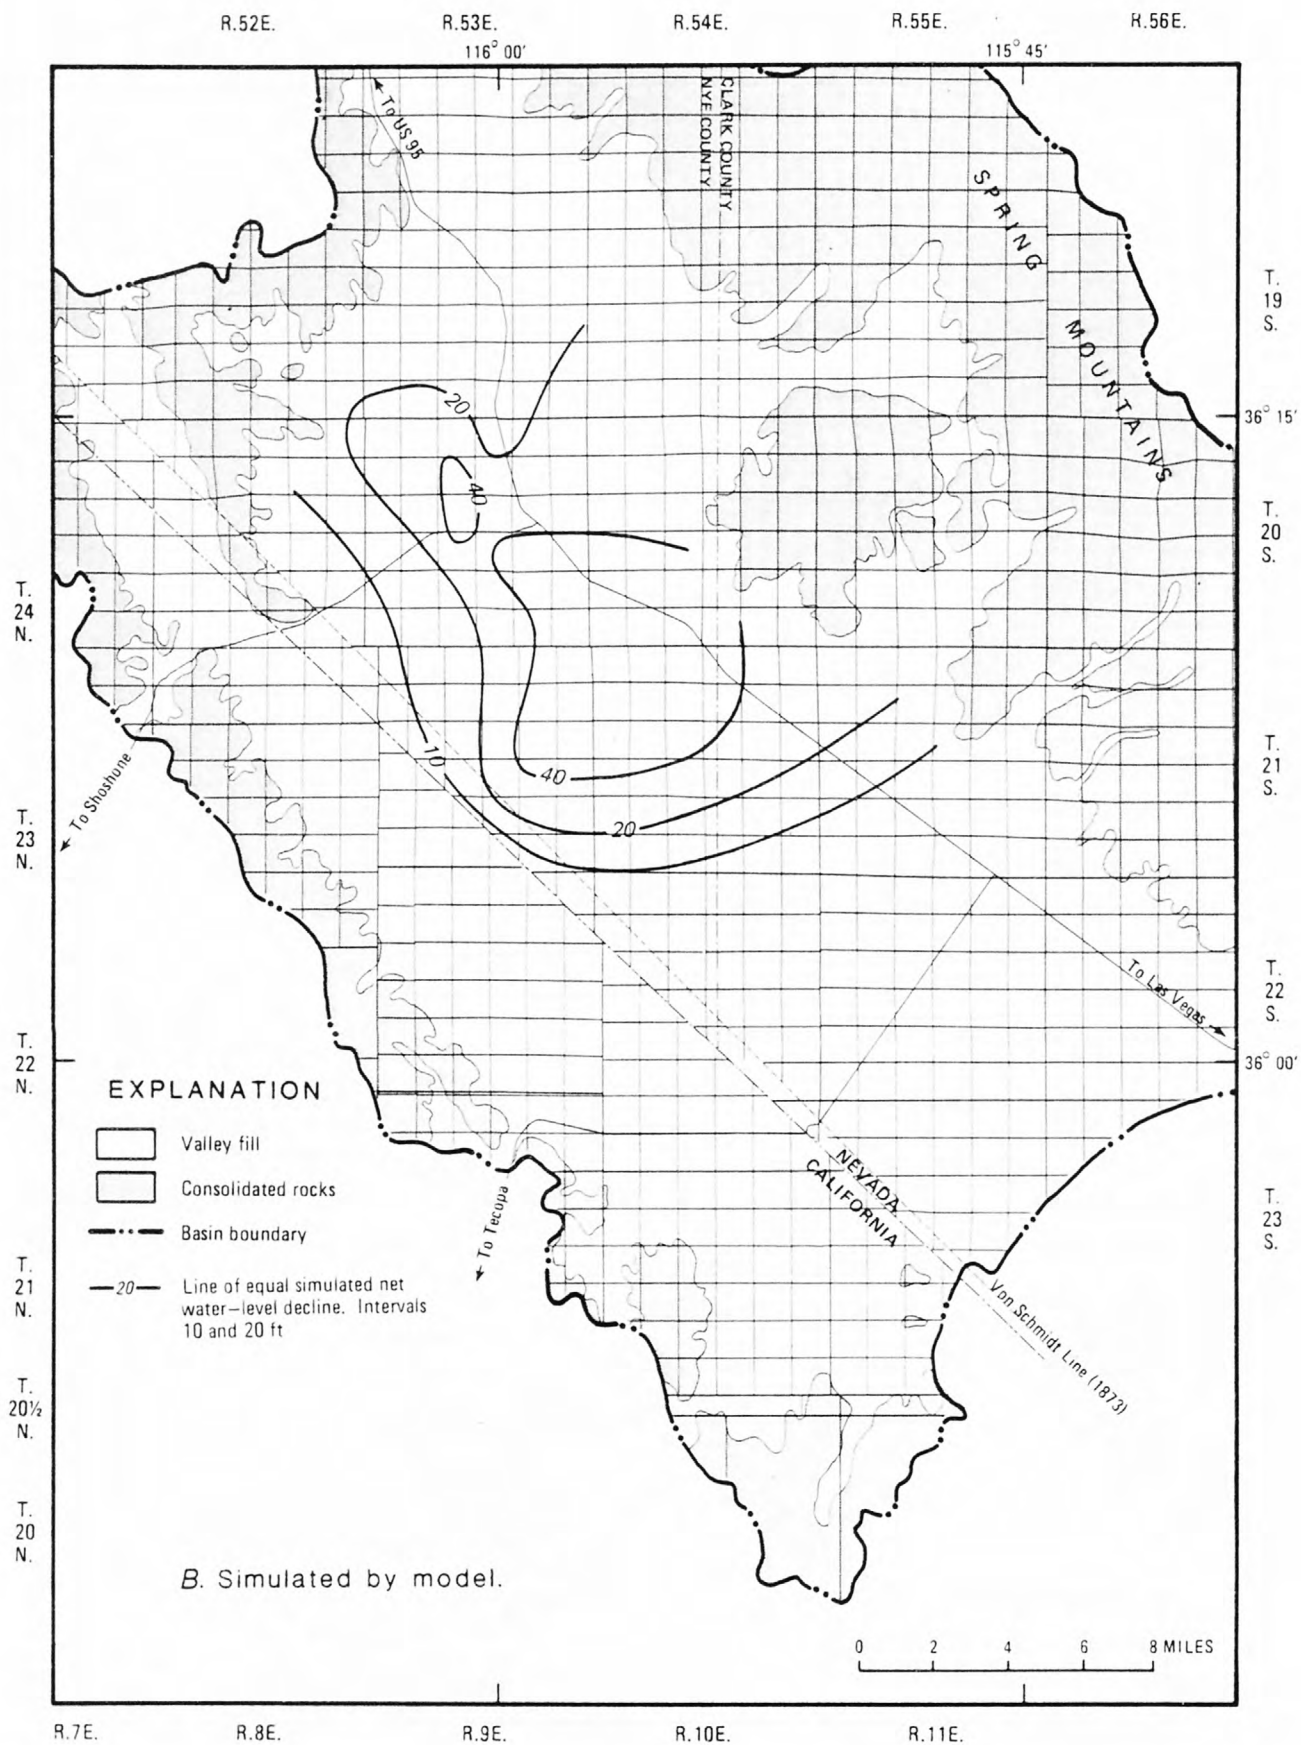 R.52E. R.53E. R.54E. R.55E. R.56E.
116° 00' 115° 45'
To US 95
CLARK COUNTY
NYE COUNTY
SPRING
MOUNTAINS
T.
19
S.
20
36° 15'
40
T.
20
S.
T.
24
N.
10
40
T.
21
S.
To Shoshone
T.
23
N.
20
To Las Vegas
T.
22
S.
T.
22
N.
36° 00'
EXPLANATION
Valley fill
Consolidated rocks
Basin boundary
20
Line of equal simulated net
water-level decline. Intervals
10 and 20 ft
To Tecopa
NEVADA
CALIFORNIA
T.
23
S.
T.
21
N.
Von Schmidt Line (1873)
T.
20½
N.
T.
20
N.
B. Simulated by model.
0 2 4 6 8 MILES
R.7E. R.8E. R.9E. R.10E. R.11E.